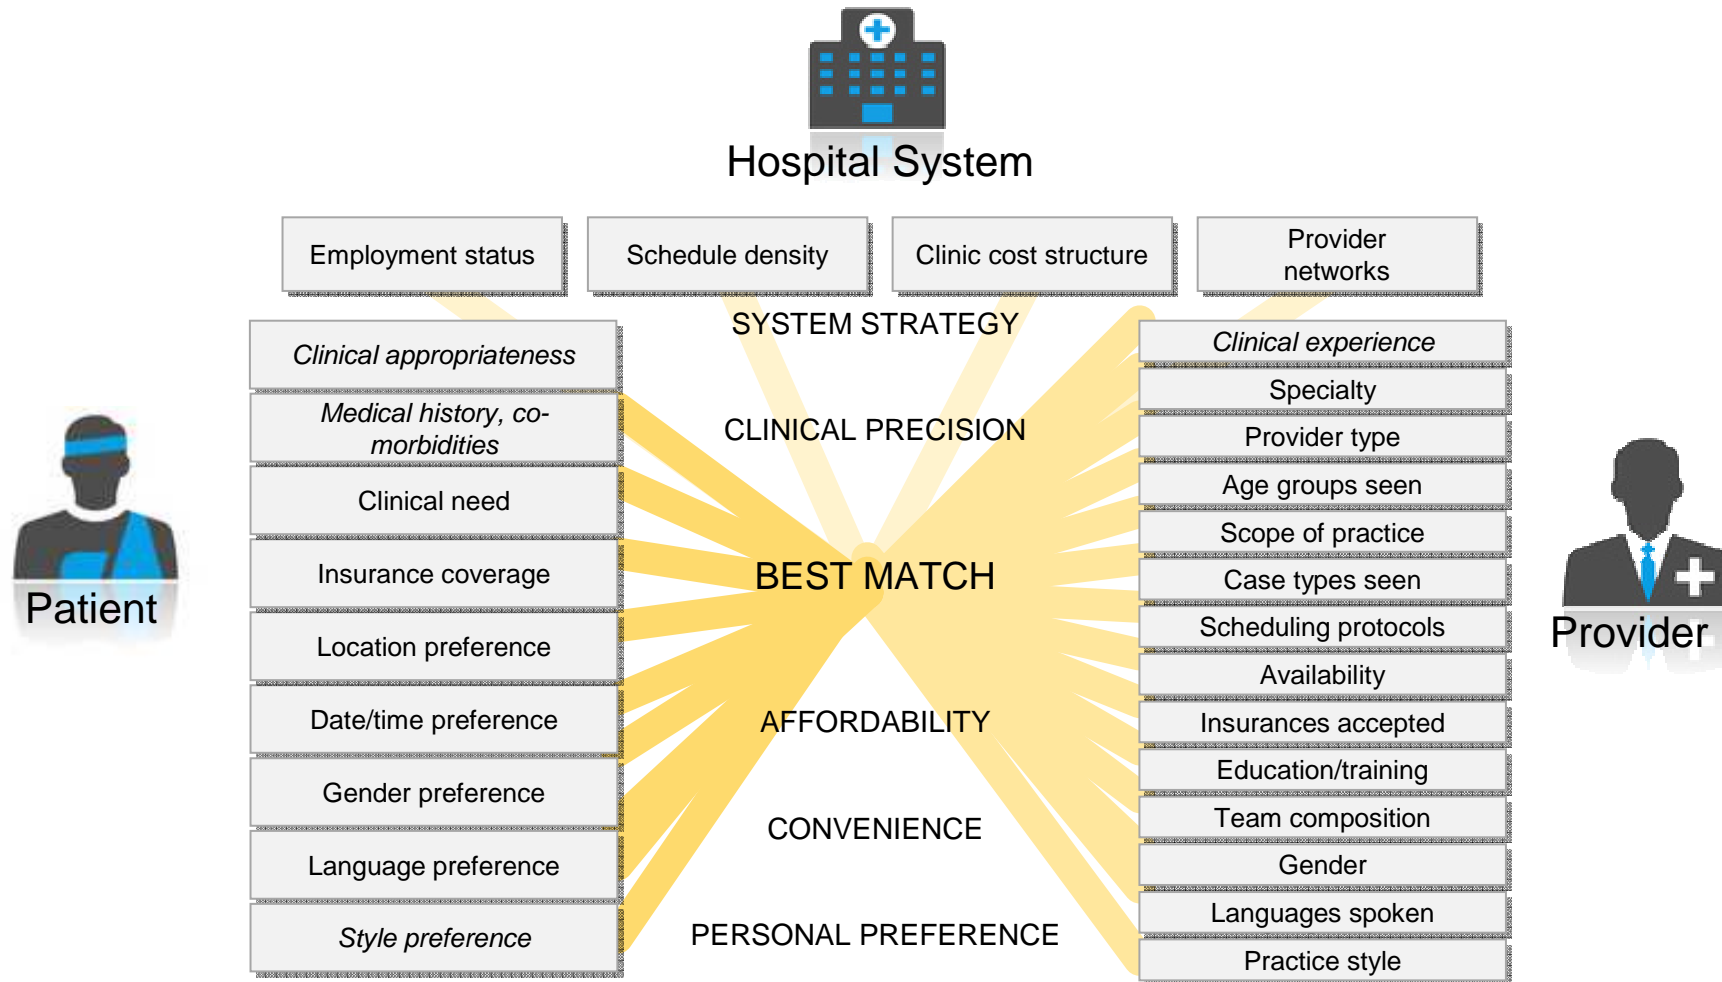 Hospital System
Employment status
Schedule density
Clinic cost structure
Provider
networks
SYSTEM STRATEGY
CLINICAL PRECISION
BEST MATCH
AFFORDABILITY
CONVENIENCE
PERSONAL PREFERENCE
Patient
Clinical appropriateness
Medical history, co-
morbidities
Clinical need
Insurance coverage
Location preference
Date/time preference
Gender preference
Language preference
Style preference
Provider
Clinical experience
Specialty
Provider type
Age groups seen
Scope of practice
Case types seen
Scheduling protocols
Availability
Insurances accepted
Education/training
Team composition
Gender
Languages spoken
Practice style